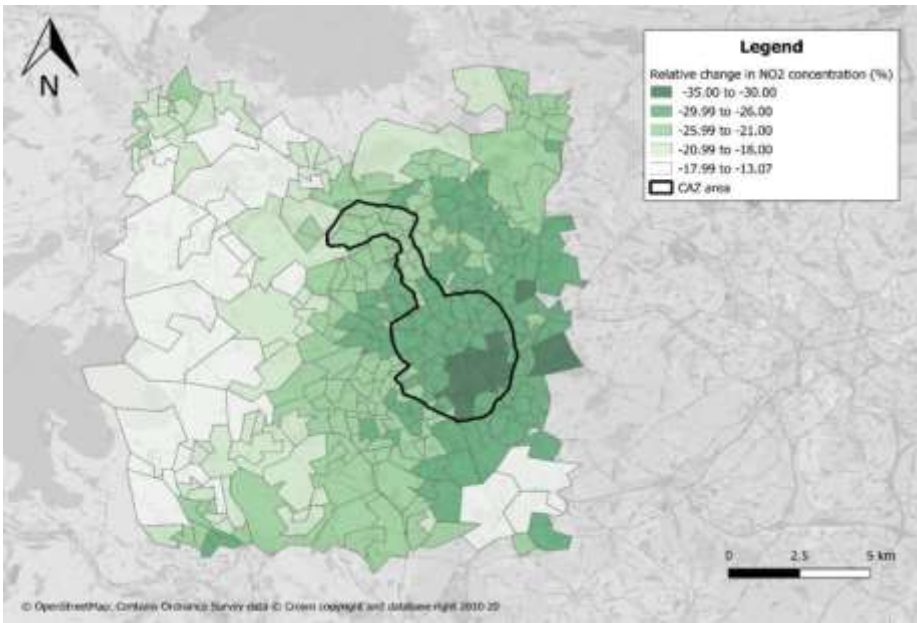 N
Legend
Relative change in NO2 concentration (%)
-35.00 to -30.00
-29.99 to -26.00
-25.99 to -21.00
-20.99 to -18.00
-17.99 to -13.07
CAZ area
0 2.5 5 km
© OpenStreetMap, Contains Ordnance Survey data © Crown copyright and database right 2010-20